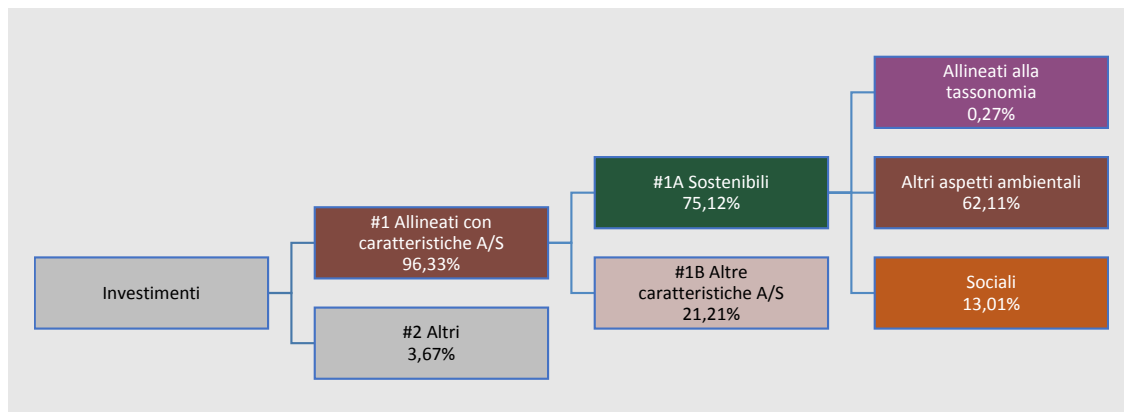 Investimenti
#1 Allineati con
caratteristiche A/S
96,33%
#2 Altri
3,67%
#1A Sostenibili
75,12%
#1B Altre
caratteristiche A/S
21,21%
Allineati alla
tassonomia
0,27%
Altri aspetti ambientali
62,11%
Sociali
13,01%